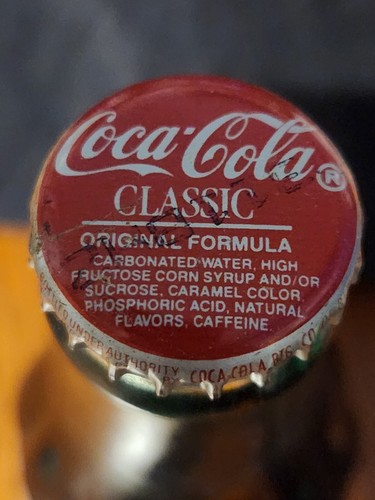 Coca-Cola®
CLASSIC
ORIGINAL FORMULA
CARBONATED WATER, HIGH
FRUCTOSE CORN SYRUP AND/OR
SUCROSE, CARAMEL COLOR,
PHOSPHORIC ACID, NATURAL
FLAVORS, CAFFEINE.
UNDER AUTHORITY COCA-COLA BTG. CO.